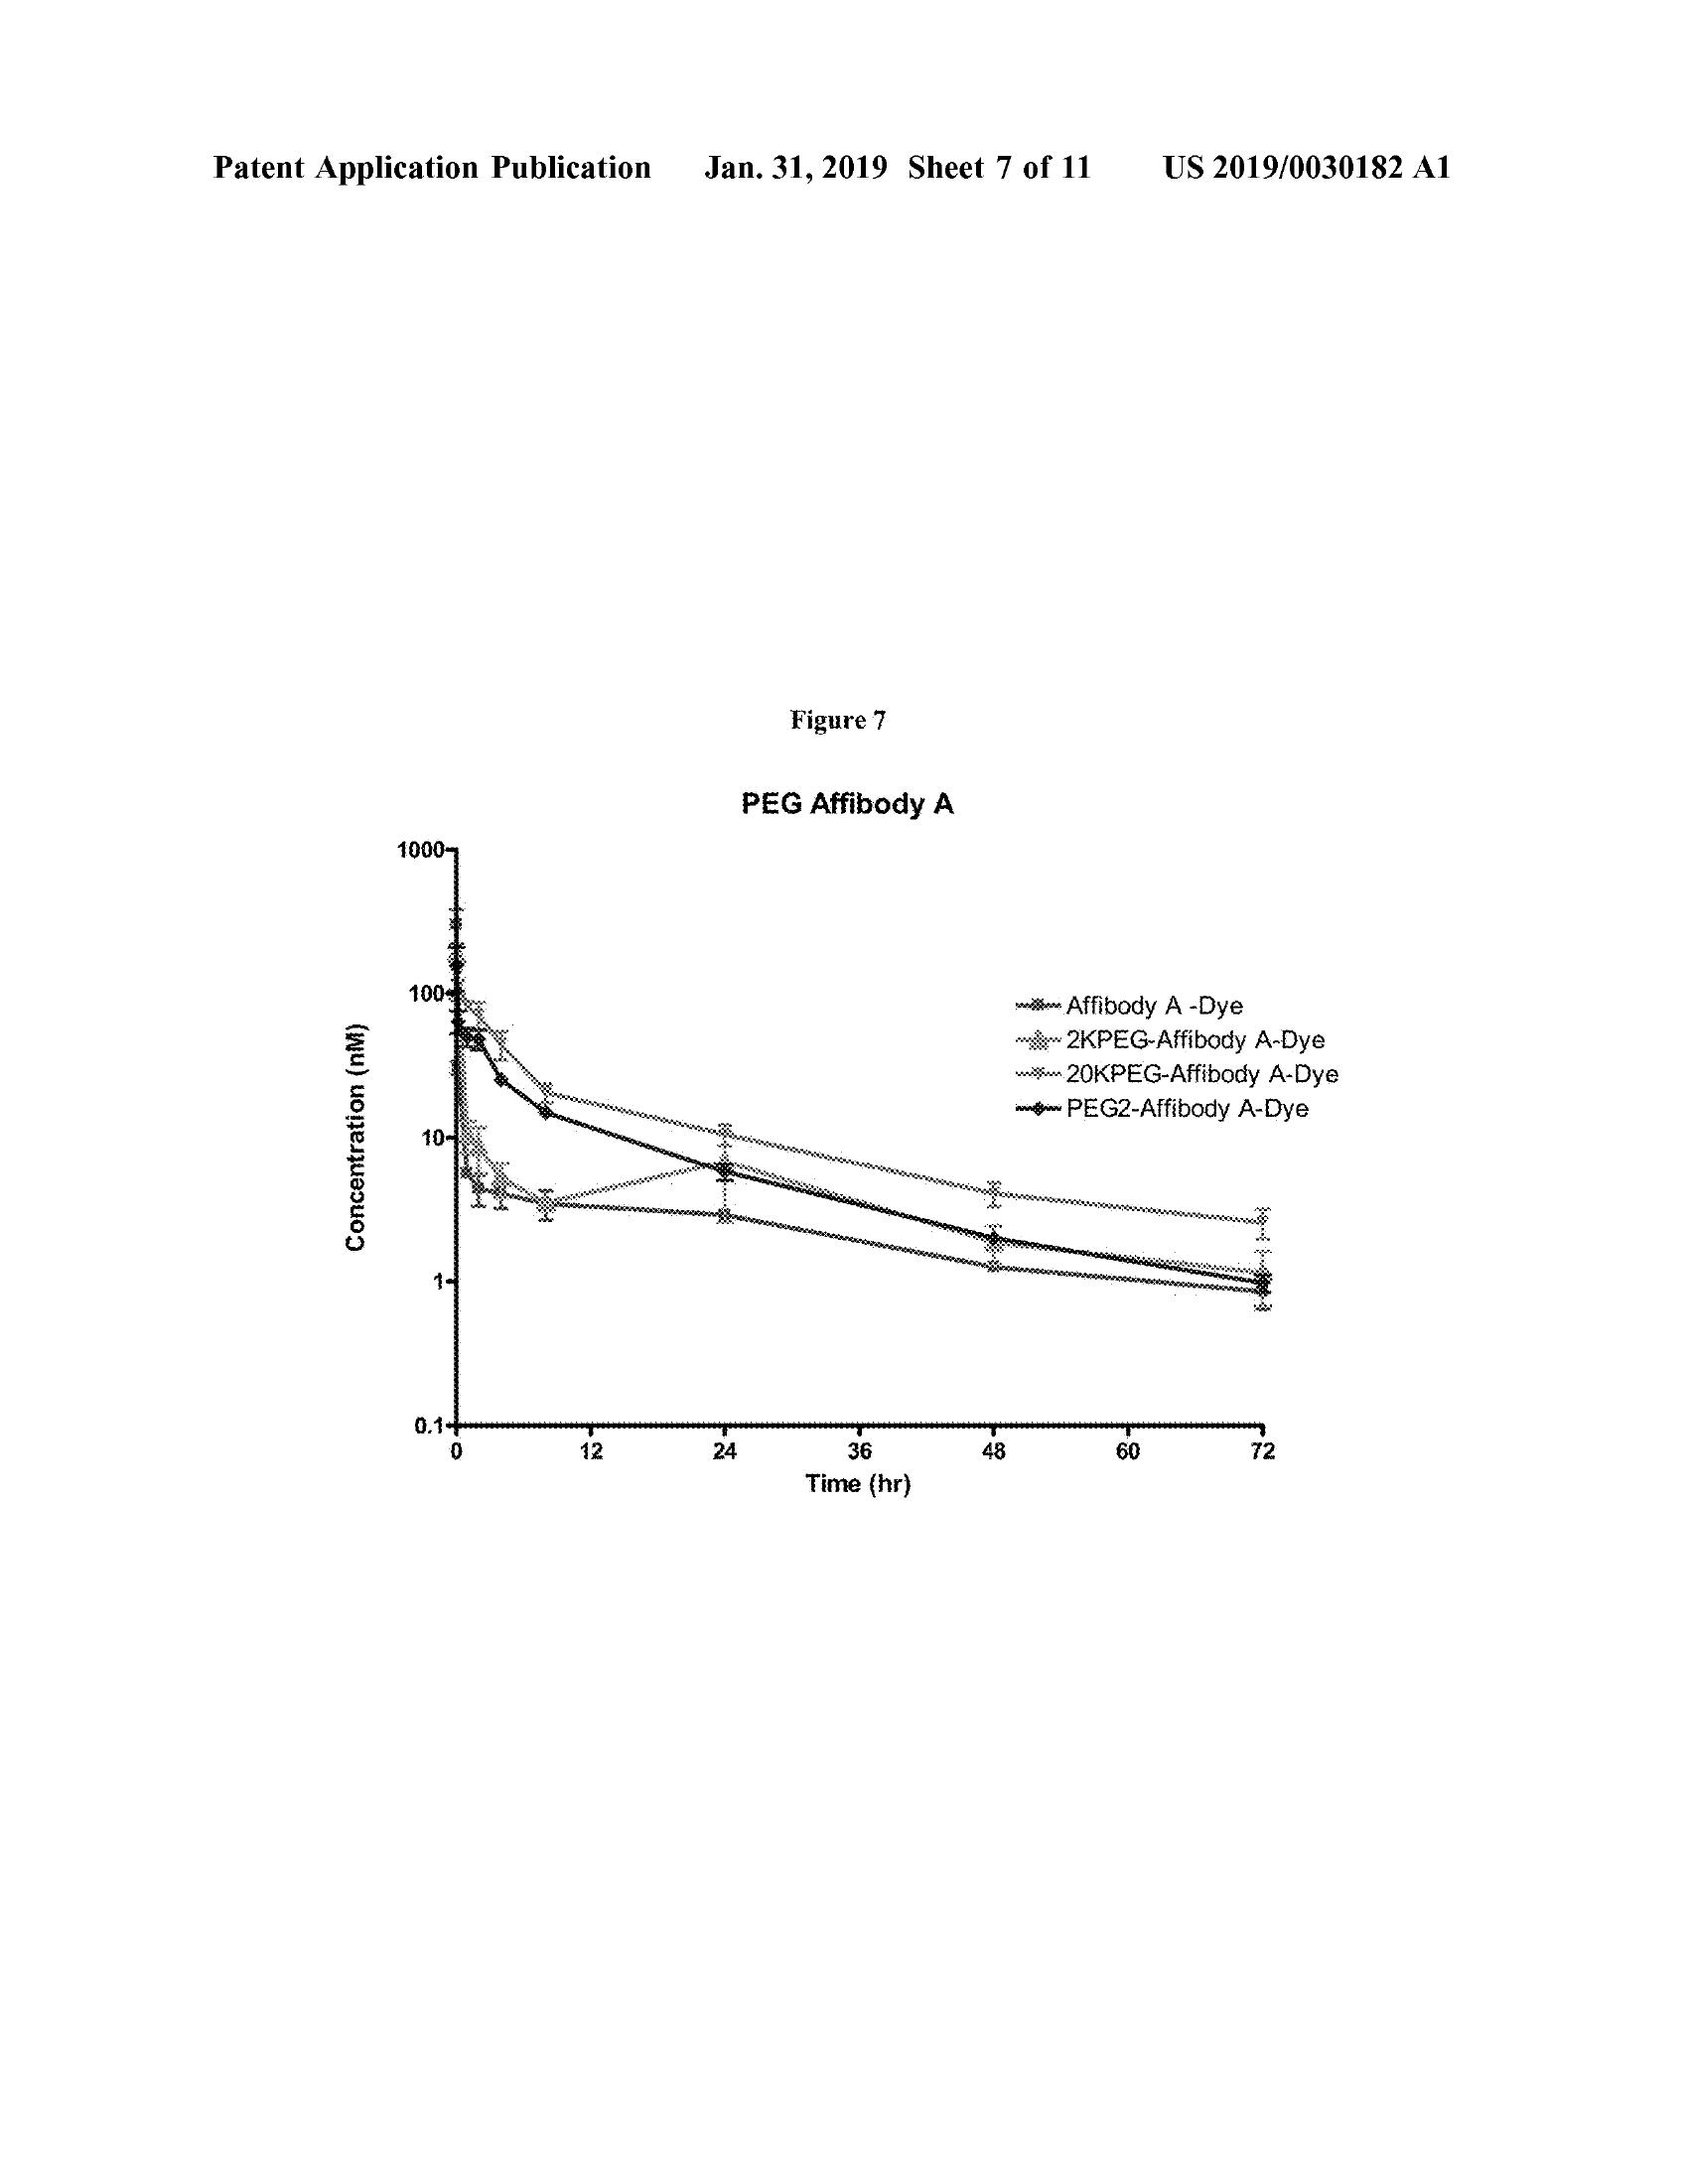 Patent Application Publication Jan. 31, 2019 Sheet 7 of 11 US 2019/0030182 A1
Figure 7
PEG Affibody A
1000
100
10
1
0.1
Concentration (nM)
Affibody A -Dye
2KPEG-Affibody A-Dye
20KPEG-Affibody A-Dye
PEG2-Affibody A-Dye
0 12 24 36 48 60 72
Time (hr)